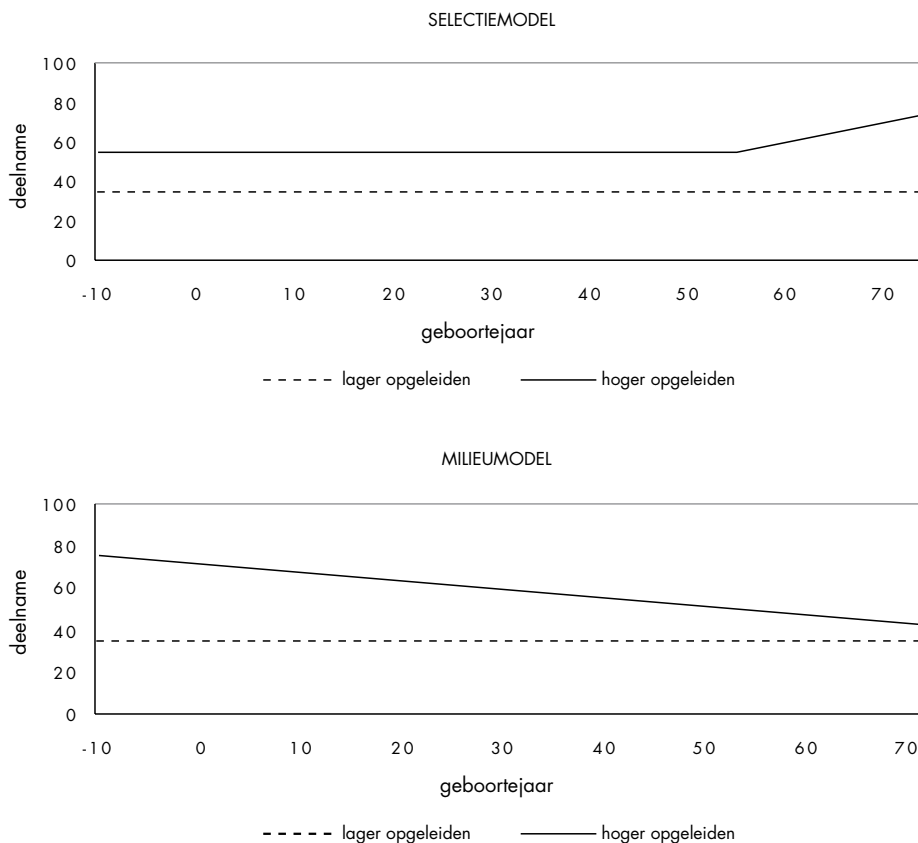 SELECTIEMODEL
100
80
60
40
20
0
deelname
-10 0 10 20 30 40 50 60 70
geboortejaar
lager opgeleiden hoger opgeleiden
MILIEUMODEL
100
80
60
40
20
0
deelname
-10 0 10 20 30 40 50 60 70
geboortejaar
lager opgeleiden hoger opgeleiden